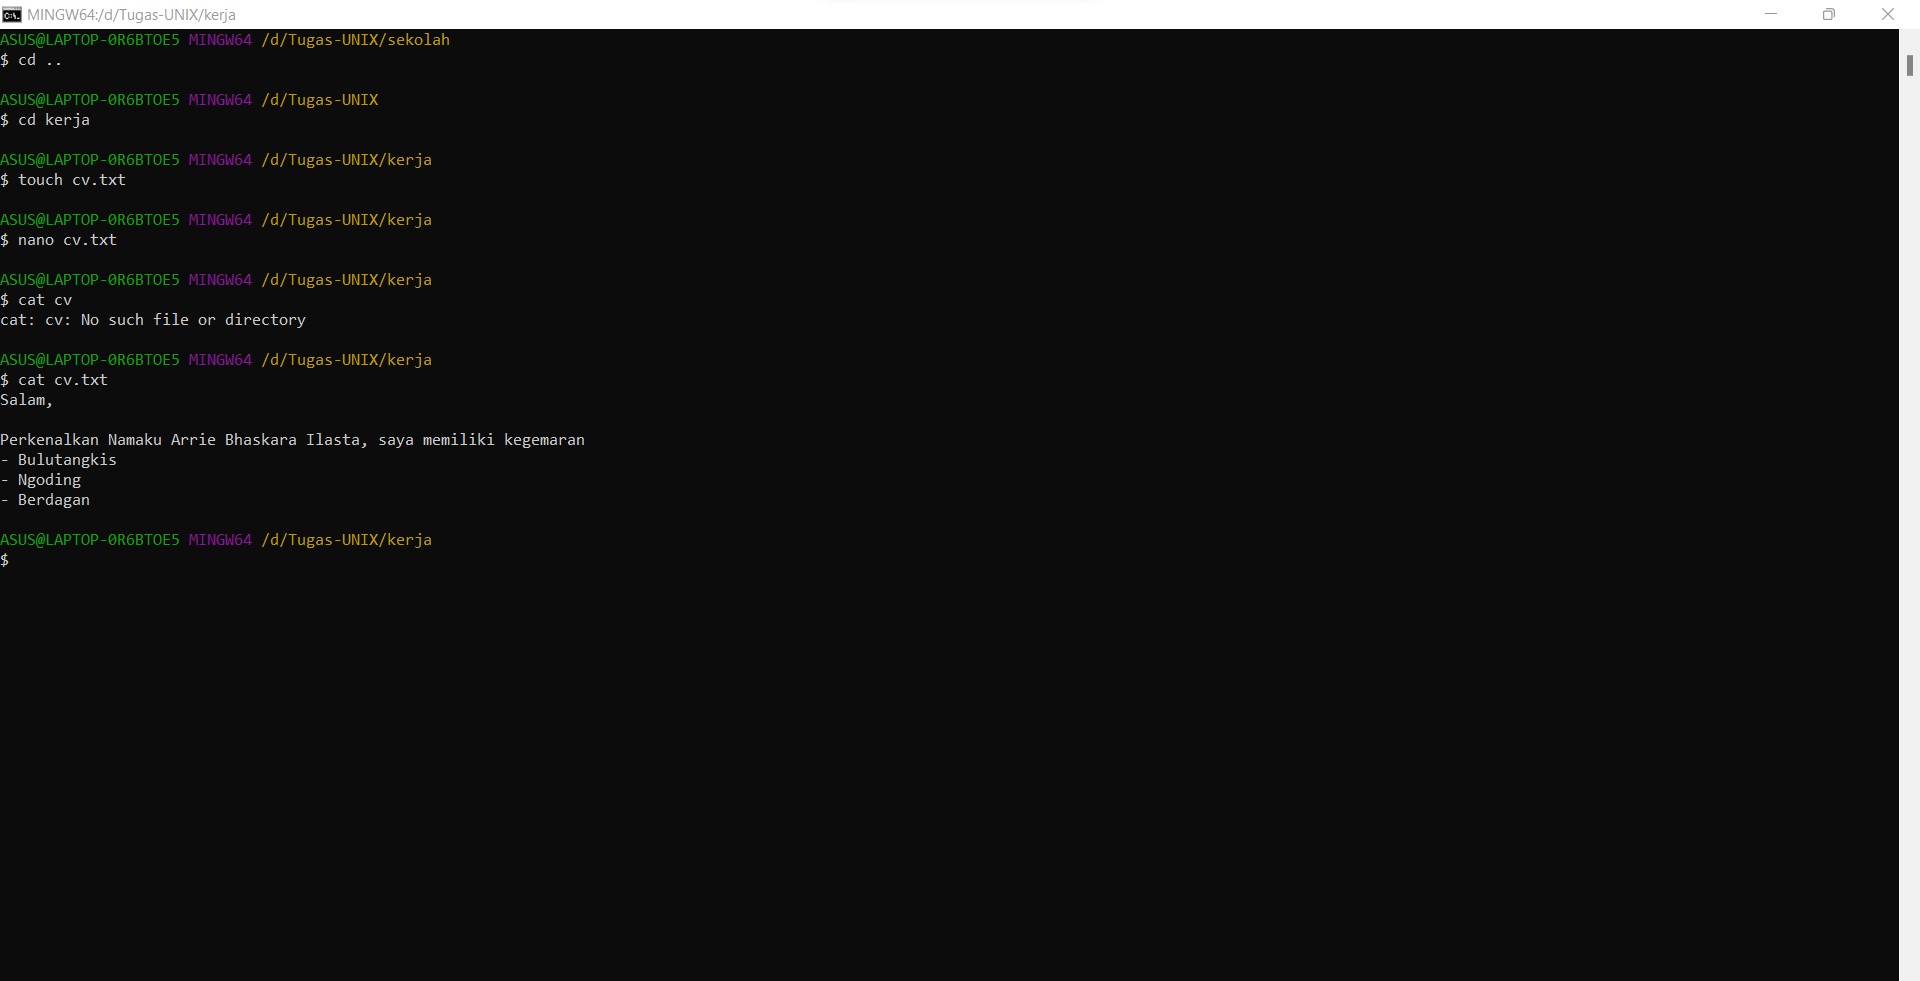 MINGW64:/d/Tugas-UNIX/kerja
ASUS@LAPTOP-0R6BTOE5 MINGW64 /d/Tugas-UNIX/sekolah
$ cd ..
ASUS@LAPTOP-0R6BTOE5 MINGW64 /d/Tugas-UNIX
$ cd kerja
ASUS@LAPTOP-0R6BTOE5 MINGW64 /d/Tugas-UNIX/kerja
$ touch cv.txt
ASUS@LAPTOP-0R6BTOE5 MINGW64 /d/Tugas-UNIX/kerja
$ nano cv.txt
ASUS@LAPTOP-0R6BTOE5 MINGW64 /d/Tugas-UNIX/kerja
$ cat cv
cat: cv: No such file or directory
ASUS@LAPTOP-0R6BTOE5 MINGW64 /d/Tugas-UNIX/kerja
$ cat cv.txt
Salam,
Perkenalkan Namaku Arrie Bhaskara Ilasta, saya memiliki kegemaran
- Bulutangkis
- Ngoding
- Berdagan
ASUS@LAPTOP-0R6BTOE5 MINGW64 /d/Tugas-UNIX/kerja
$